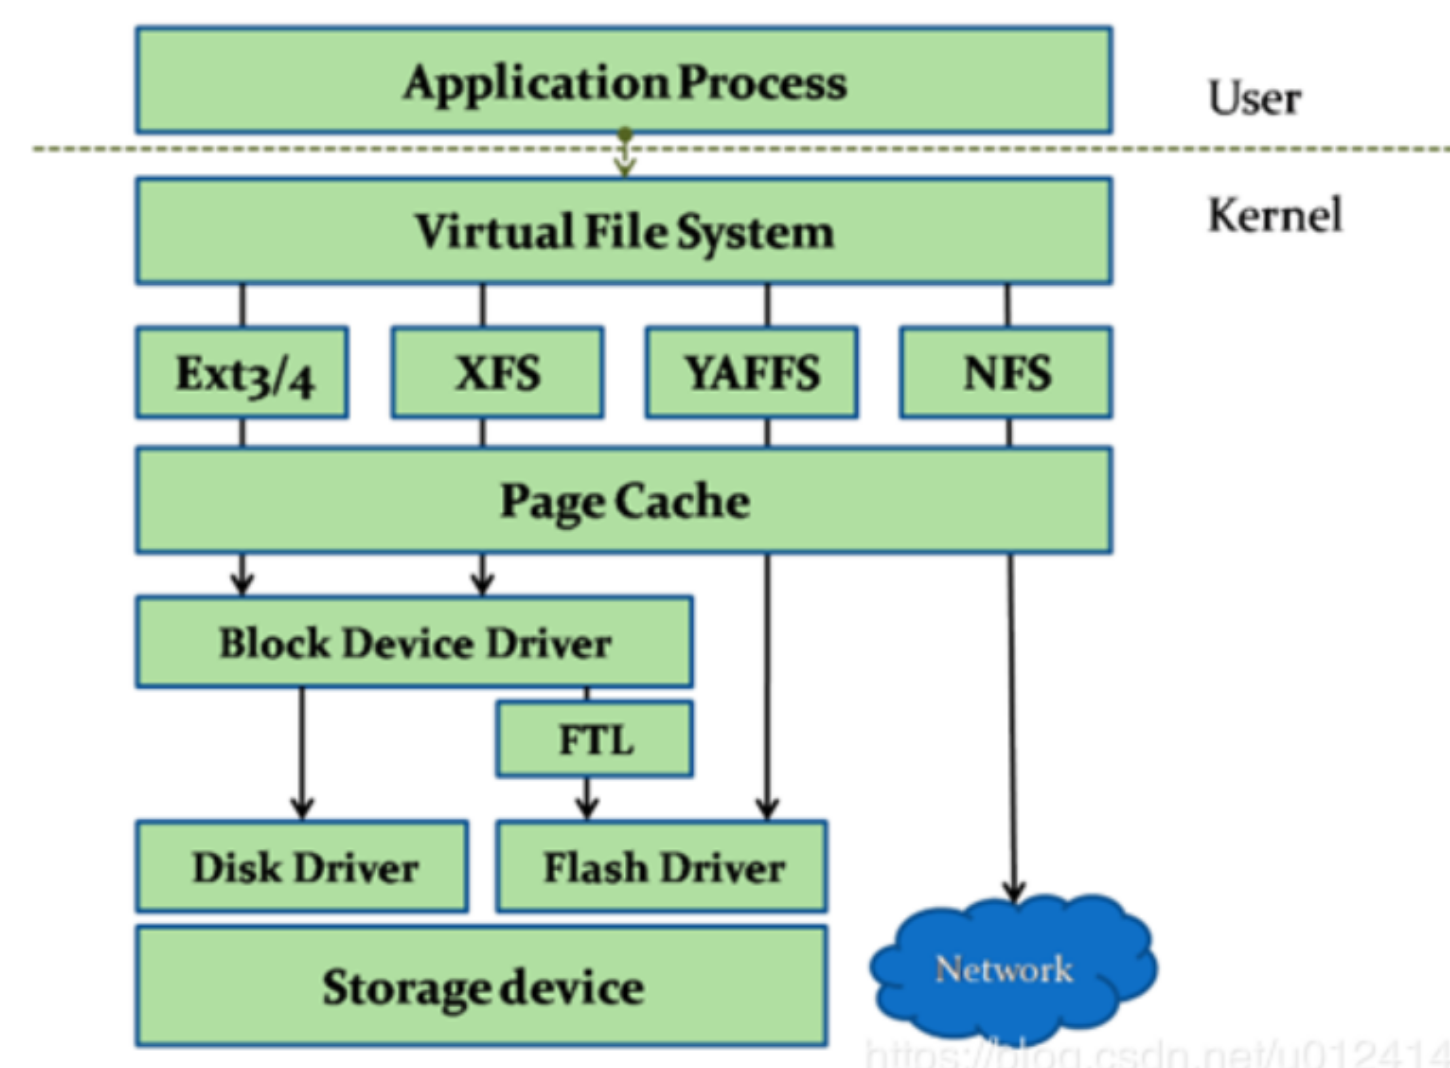 Application Process
User
Virtual File System
Kernel
Ext3/4
XFS
YAFFS
NFS
Page Cache
Block Device Driver
FTL
Disk Driver
Flash Driver
Storage device
Network
https://blog.csdn.net/u012414